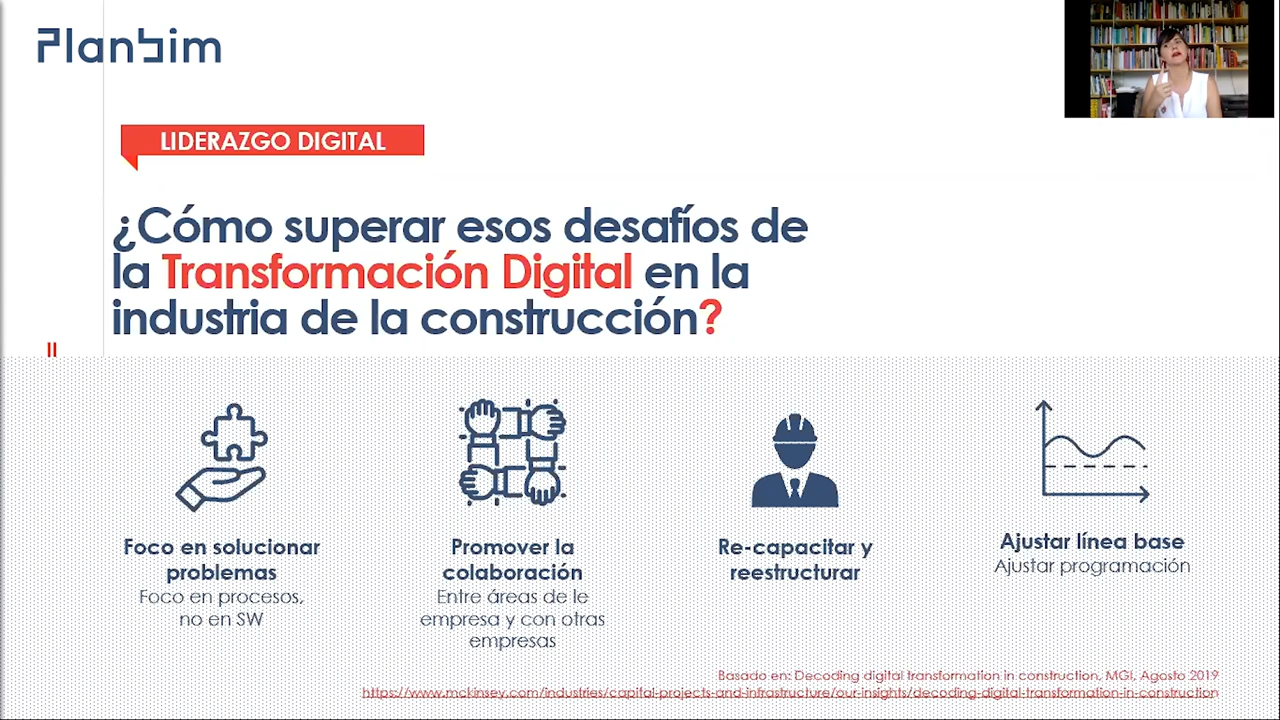 PlanBim
LIDERAZGO DIGITAL
¿Cómo superar esos desafíos de
la Transformación Digital en la
industria de la construcción?
II
Foco en solucionar
problemas
Foco en procesos,
no en SW
Promover la
colaboración
Entre áreas de le
empresa y con otras
empresas
Re-capacitar y
reestructurar
Ajustar línea base
Ajustar programación
Basado en: Decoding digital transformation in construction, MGI, Agosto 2019
https://www.mckinsey.com/industries/capital-projects-and-infrastructure/our-insights/decoding-digital-transformation-in-construction